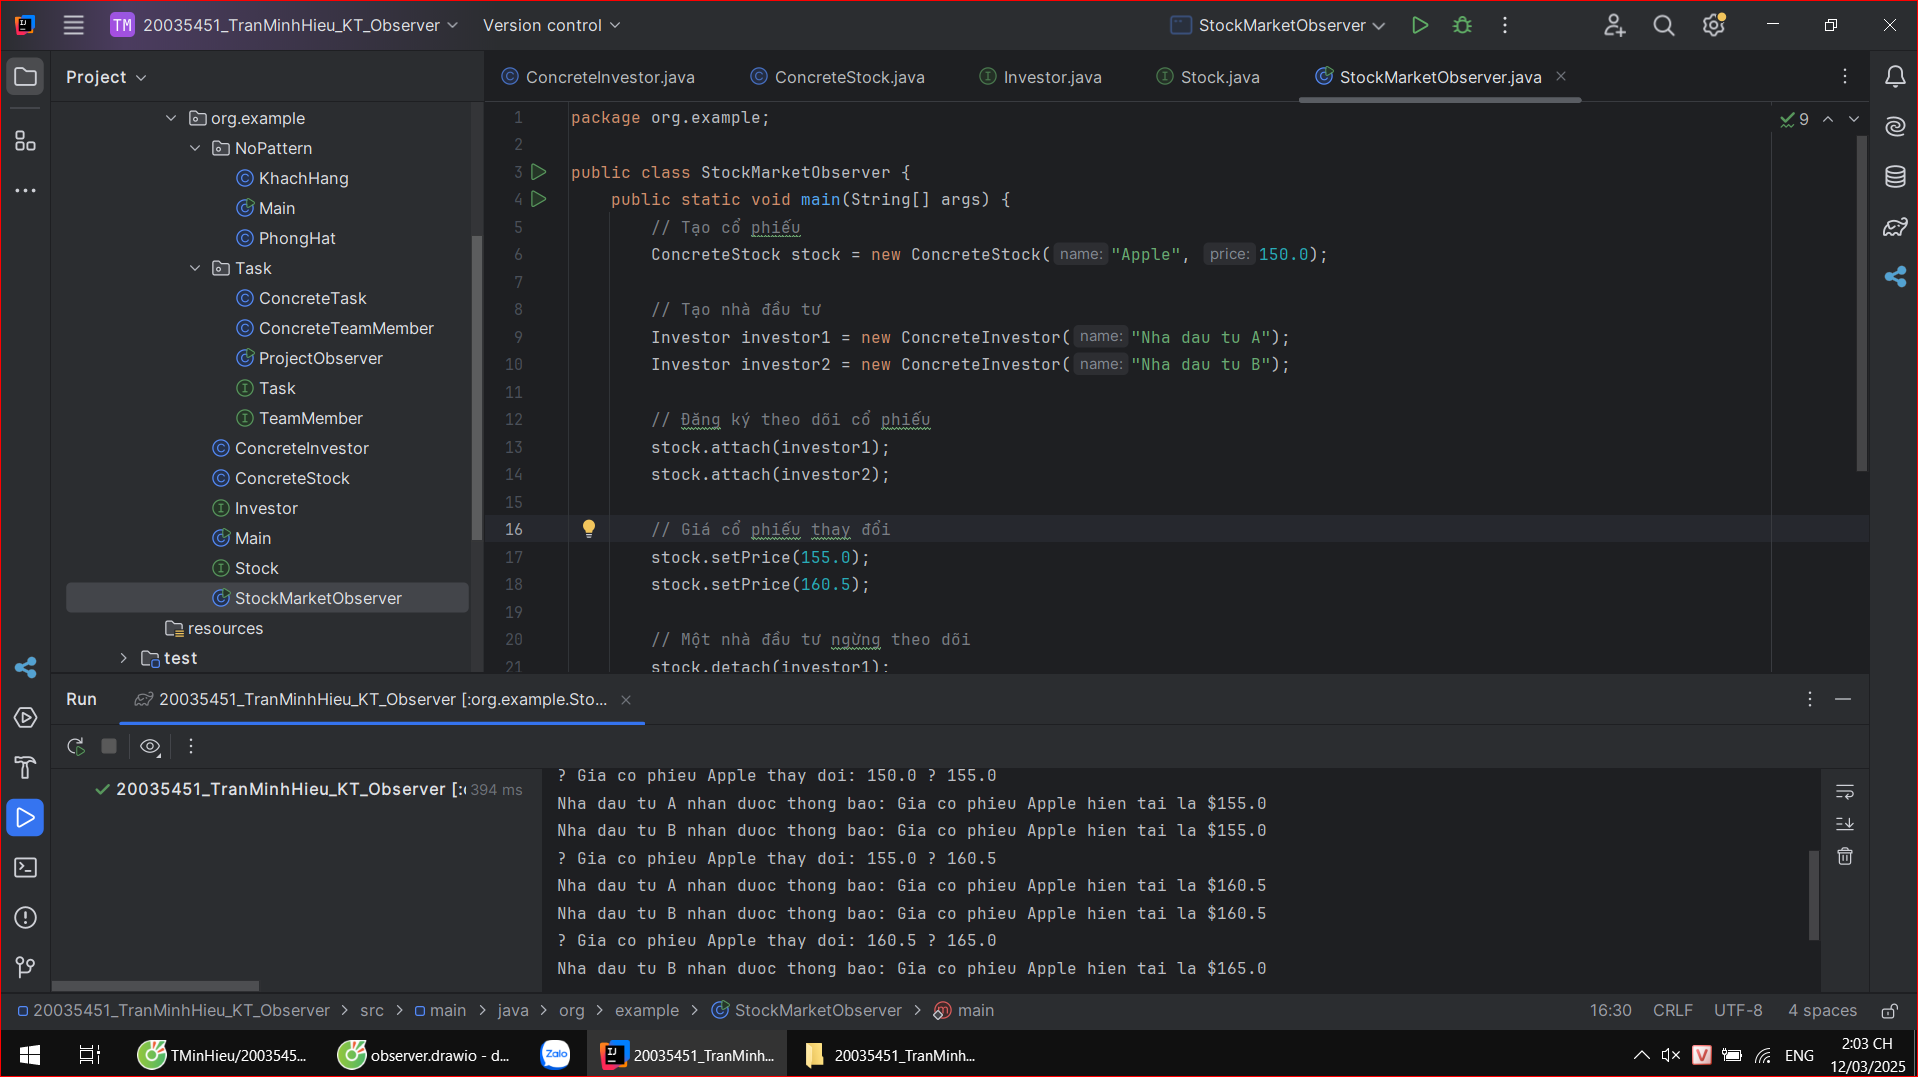 TM 20035451_TranMinhHieu_KT_Observer Version control StockMarketObserver
Project
ConcreteInvestor.java ConcreteStock.java Investor.java Stock.java StockMarketObserver.java
org.example
NoPattern
KhachHang
Main
PhongHat
Task
ConcreteTask
ConcreteTeamMember
ProjectObserver
Task
TeamMember
ConcreteInvestor
ConcreteStock
Investor
Main
Stock
StockMarketObserver
resources
test
9
1 package org.example;
2
3 public class StockMarketObserver {
4 public static void main(String[] args) {
5 // Tạo cổ phiếu
6 ConcreteStock stock = new ConcreteStock( name: "Apple", price: 150.0);
7
8 // Tạo nhà đầu tư
9 Investor investor1 = new ConcreteInvestor( name: "Nha dau tu A");
10 Investor investor2 = new ConcreteInvestor( name: "Nha dau tu B");
11
12 // Đăng ký theo dõi cổ phiếu
13 stock.attach(investor1);
14 stock.attach(investor2);
15
16 // Giá cổ phiếu thay đổi
17 stock.setPrice(155.0);
18 stock.setPrice(160.5);
19
20 // Một nhà đầu tư ngừng theo dõi
21 stock.detach(investor1);
Run 20035451_TranMinhHieu_KT_Observer [:org.example.Sto...
20035451_TranMinhHieu_KT_Observer [:o 394 ms
? Gia co phieu Apple thay doi: 150.0 ? 155.0
Nha dau tu A nhan duoc thong bao: Gia co phieu Apple hien tai la $155.0
Nha dau tu B nhan duoc thong bao: Gia co phieu Apple hien tai la $155.0
? Gia co phieu Apple thay doi: 155.0 ? 160.5
Nha dau tu A nhan duoc thong bao: Gia co phieu Apple hien tai la $160.5
Nha dau tu B nhan duoc thong bao: Gia co phieu Apple hien tai la $160.5
? Gia co phieu Apple thay doi: 160.5 ? 165.0
Nha dau tu B nhan duoc thong bao: Gia co phieu Apple hien tai la $165.0
20035451_TranMinhHieu_KT_Observer > src > main > java > org > example > StockMarketObserver > main 16:30 CRLF UTF-8 4 spaces
TMinHieu/2003545... observer.drawio - d... Zalo 20035451_TranMinh... 20035451_TranMinh... V ENG 2:03 CH
12/03/2025